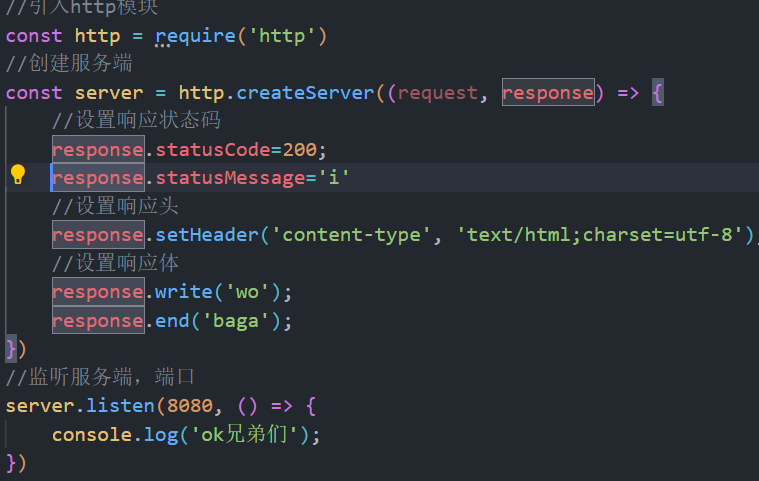 //引入http模块
const http = require('http')
//创建服务端
const server = http.createServer((request, response) => {
    //设置响应状态码
    response.statusCode=200;
    response.statusMessage='i'
    //设置响应头
    response.setHeader('content-type', 'text/html;charset=utf-8');
    //设置响应体
    response.write('wo');
    response.end('baga');
})
//监听服务端，端口
server.listen(8080, () => {
    console.log('ok兄弟们');
})